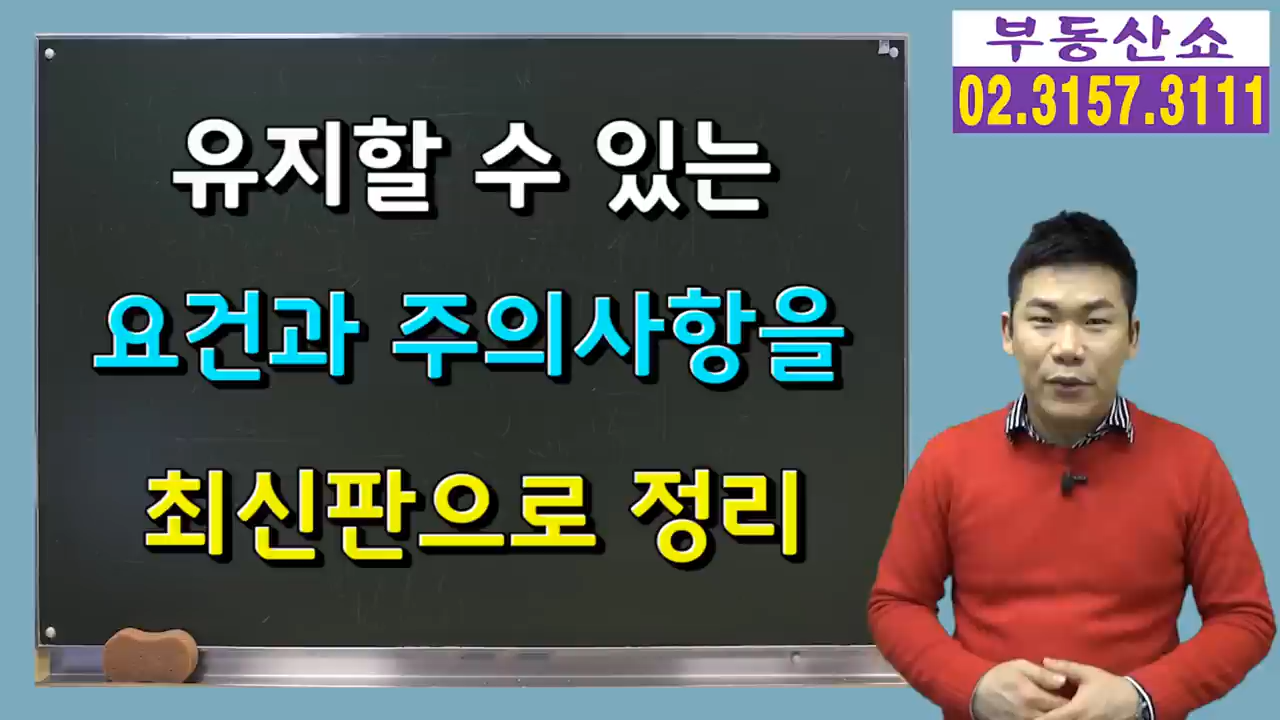 부동산쇼
02.3157.3111
유지할 수 있는
요건과 주의사항을
최신판으로 정리